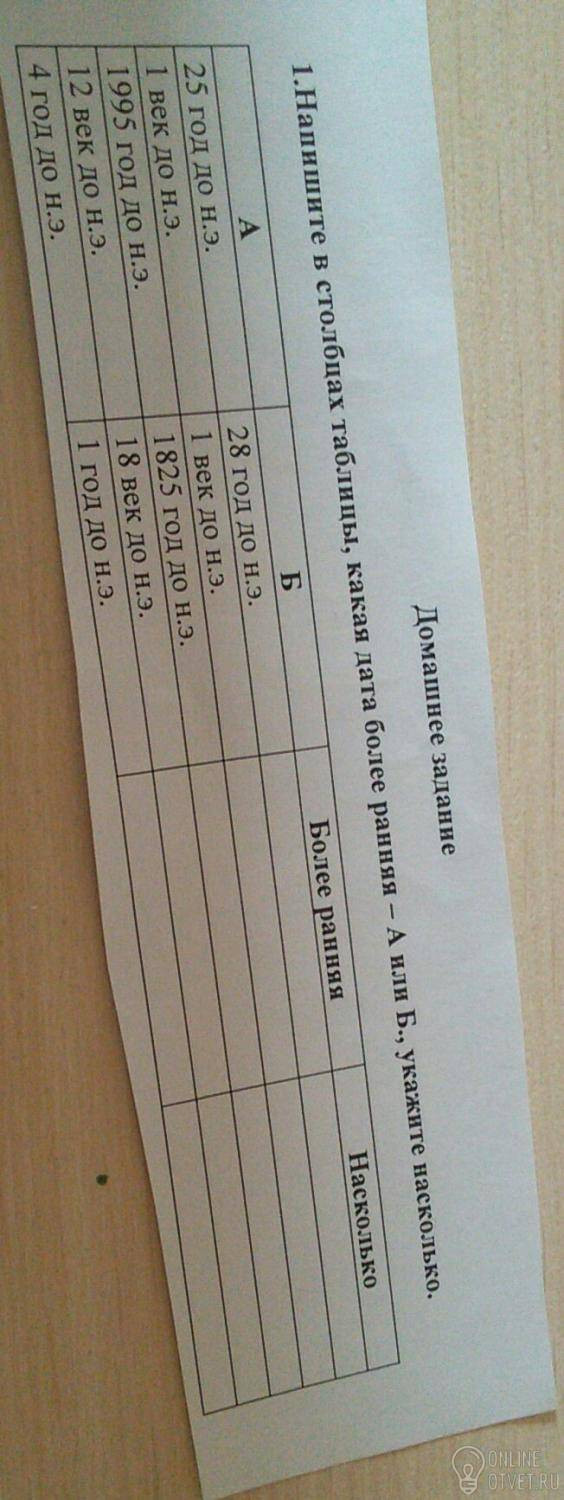 Домашнее задание
1.Напишите в столбцах таблицы, какая дата более ранняя – А или Б., укажите насколько.
А Б Более ранняя Насколько
25 год до н.э. 28 год до н.э.
1 век до н.э. 1 век до н.э.
1995 год до н.э. 1825 год до н.э.
12 век до н.э. 18 век до н.э.
4 год до н.э. 1 год до н.э.
ONLINE
OTVET.RU